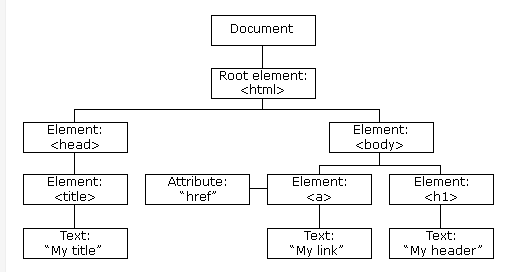 Document
Root element:
<html>
Element:
<head>
Element:
<body>
Element:
<title>
Attribute:
“href”
Element:
<a>
Element:
<h1>
Text:
“My title”
Text:
“My link”
Text:
“My header”